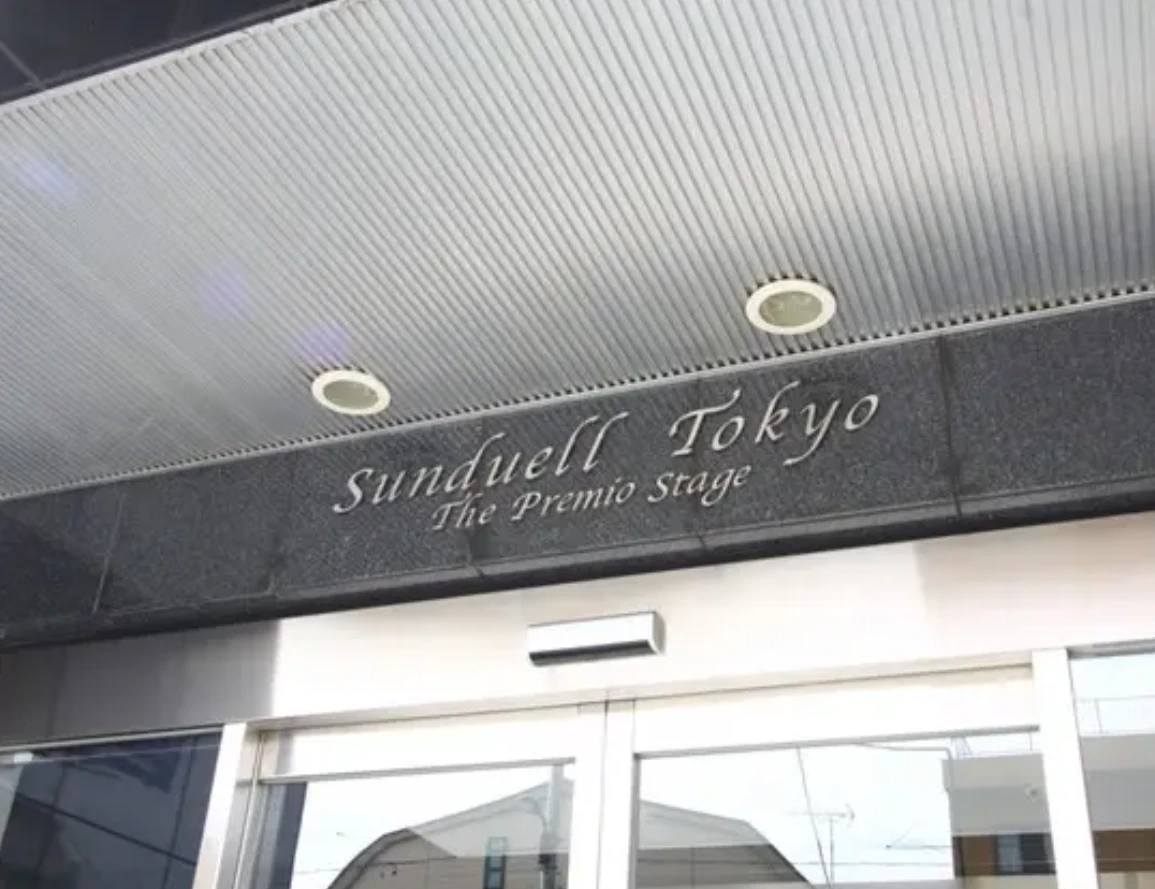 Sunduell Tokyo
The Premio Stage